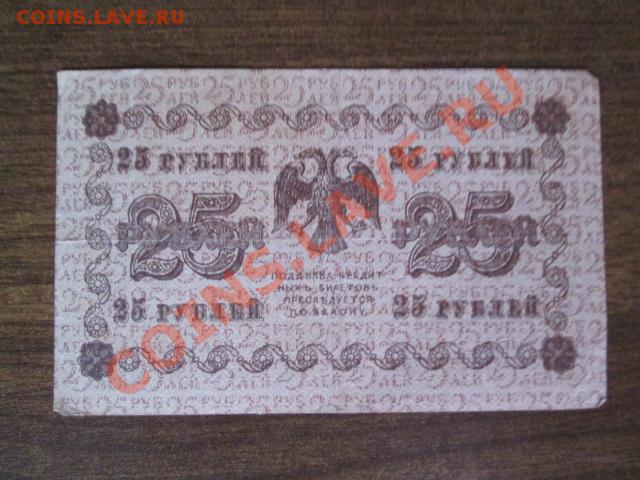 COINS.LAVE.RU
25 РУБЛЕЙ 25 РУБЛЕЙ
25 РУБЛЕЙ 25 РУБЛЕЙ
ПОДДѢЛКА КРЕДИТ
НЫХЪ БИЛЕТОВЪ
ПРЕСЛѢДУЕТСЯ
ПО ЗАКОНУ.
25 РУБЛЕЙ 25 РУБЛЕЙ
COINS.LAVE.RU